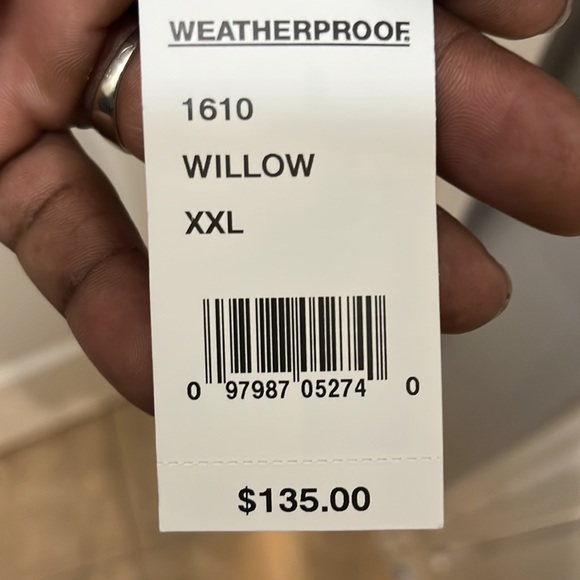 WEATHERPROOF®
1610
WILLOW
XXL
0 97987 05274 0
$135.00